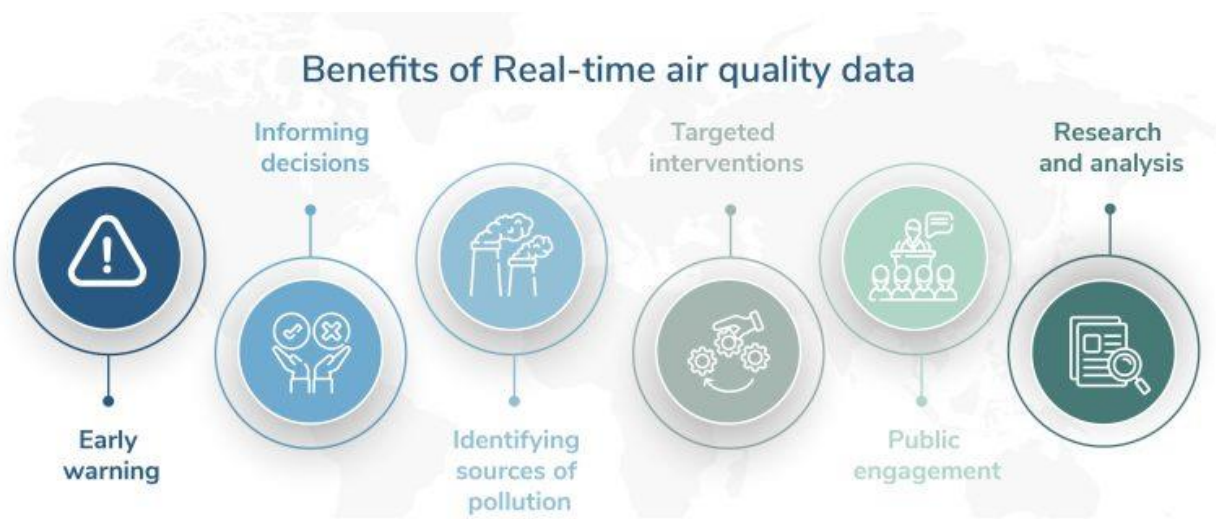 Benefits of Real-time air quality data
Early
warning
Informing
decisions
Identifying
sources of
pollution
Targeted
interventions
Public
engagement
Research
and analysis